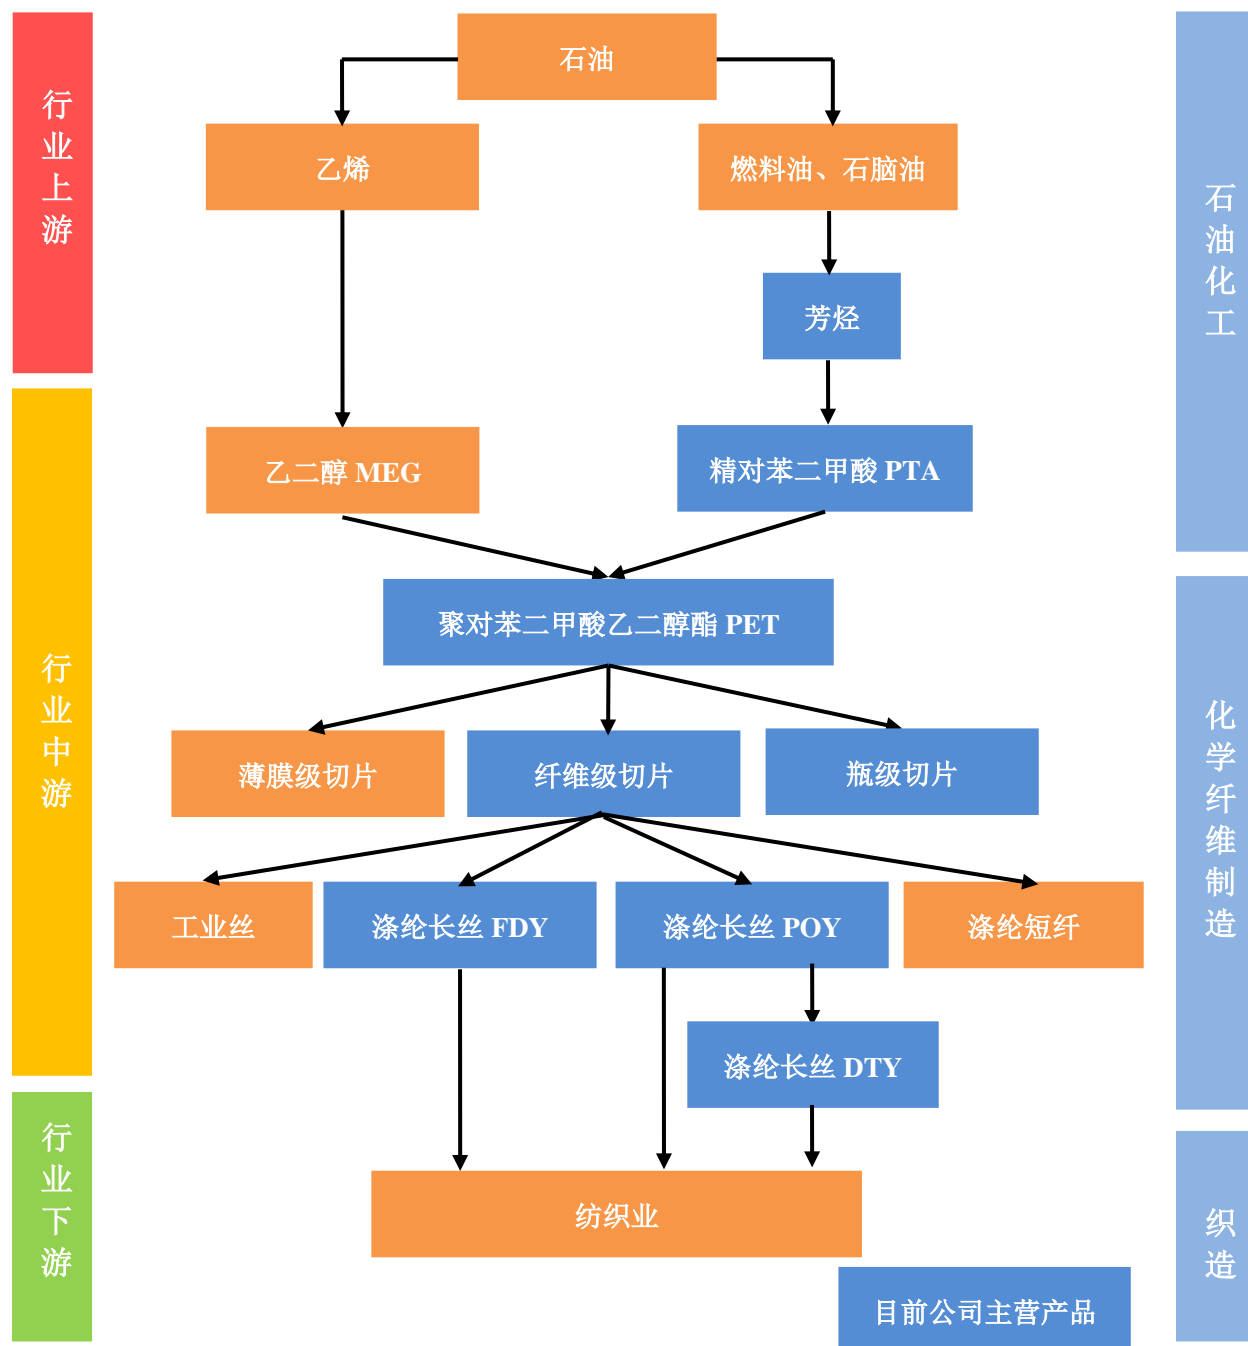 石油
行业上游
乙烯
燃料油、石脑油
石油化工
芳烃
乙二醇 MEG
精对苯二甲酸 PTA
聚对苯二甲酸乙二醇酯 PET
行业中游
薄膜级切片
纤维级切片
瓶级切片
化学纤维制造
工业丝
涤纶长丝 FDY
涤纶长丝 POY
涤纶短纤
涤纶长丝 DTY
行业下游
纺织业
织造
目前公司主营产品